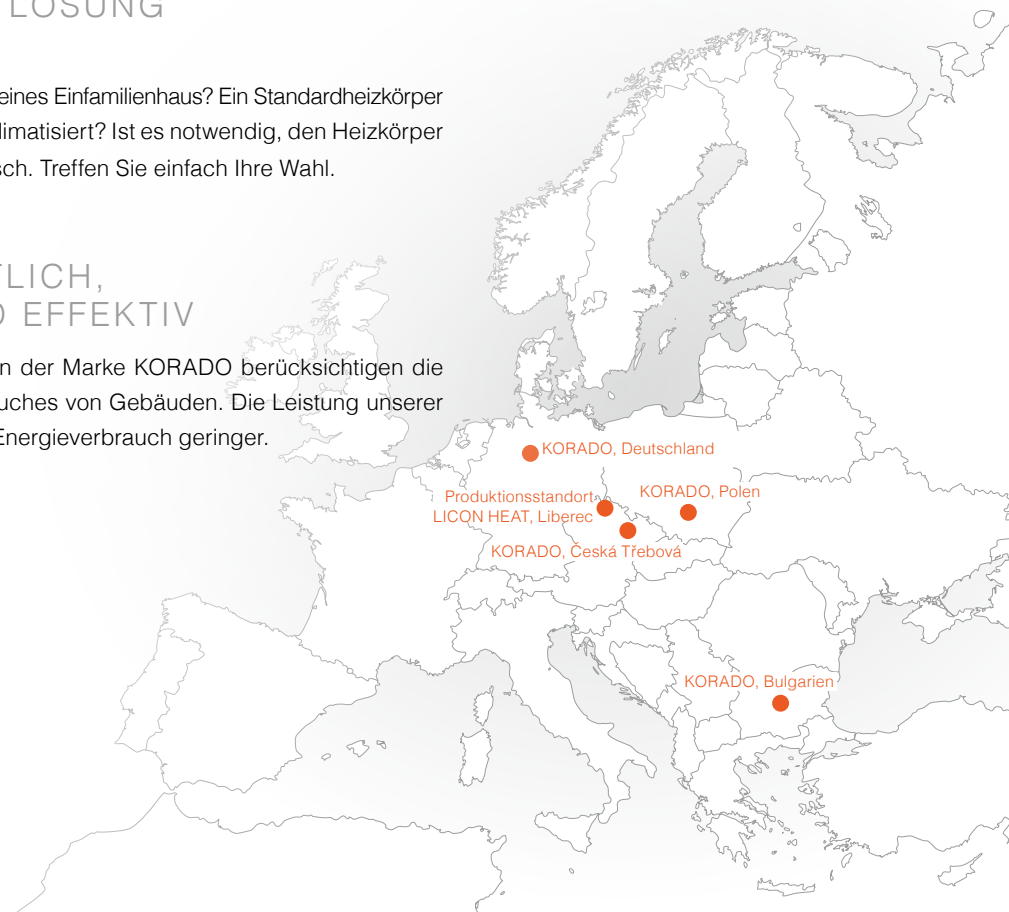 LÖSUNG
eines Einfamilienhaus? Ein Standardheizkörper
limatisiert? Ist es notwendig, den Heizkörper
sch. Treffen Sie einfach Ihre Wahl.
TLICH,
D EFFEKTIV
n der Marke KORADO berücksichtigen die
uches von Gebäuden. Die Leistung unserer
Energieverbrauch geringer.
KORADO, Deutschland
Produktionsstandort
LICON HEAT, Liberec
KORADO, Polen
KORADO, Česká Třebová
KORADO, Bulgarien